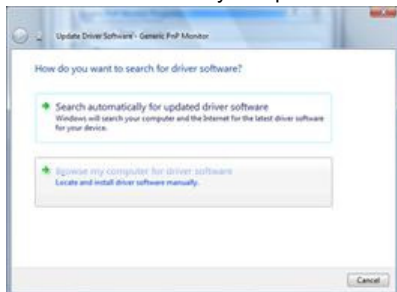 Update Driver Software - Generic PnP Monitor
How do you want to search for driver software?
Search automatically for updated driver software
Windows will search your computer and the Internet for the latest driver software
for your device.
Browse my computer for driver software
Locate and install driver software manually.
Cancel